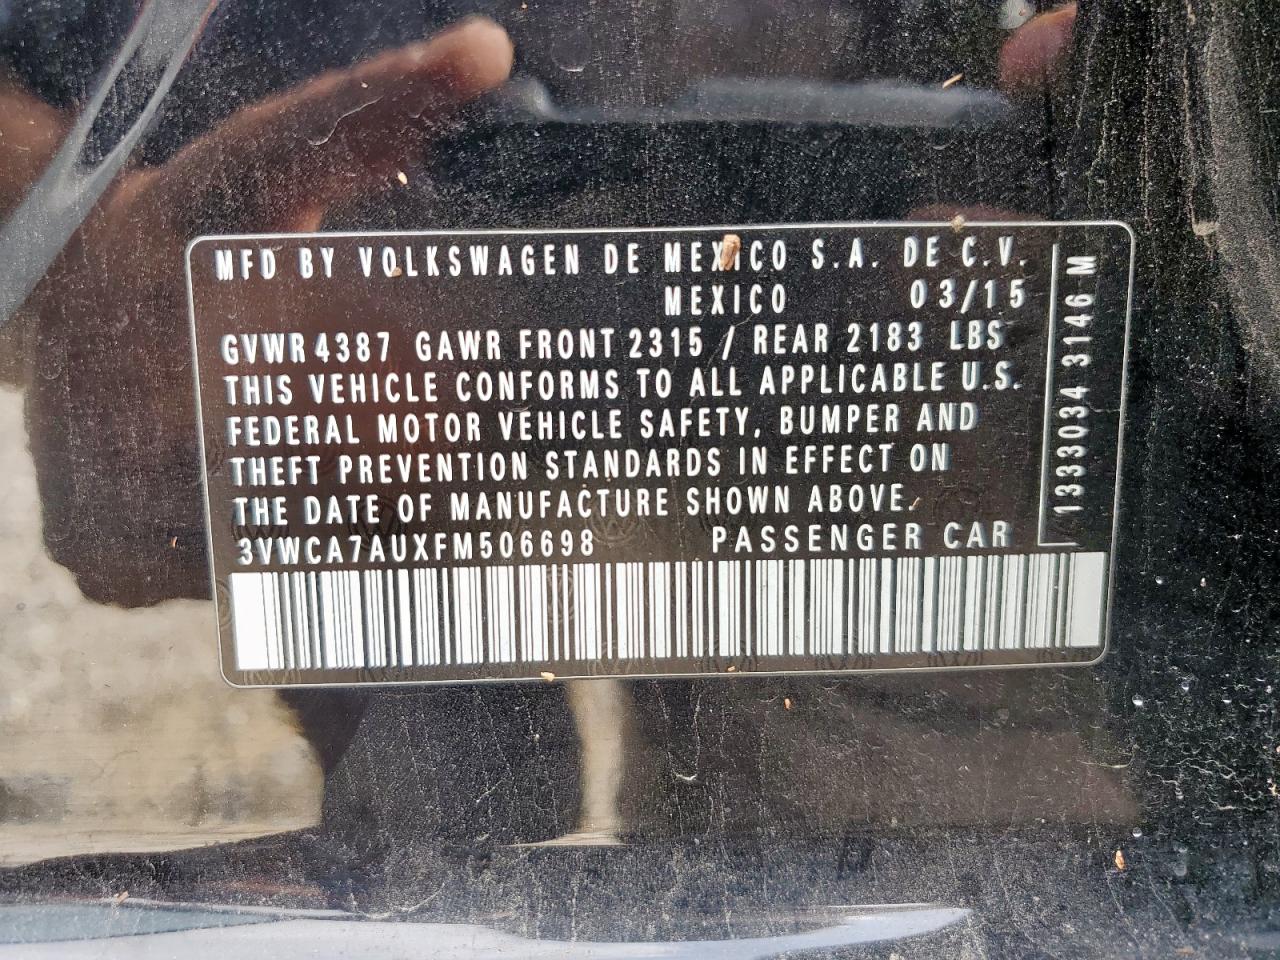 MFD BY VOLKSWAGEN DE MEXICO S.A. DE C.V.
MEXICO 03/15
GVWR 4387 GAWR FRONT 2315 / REAR 2183 LBS
THIS VEHICLE CONFORMS TO ALL APPLICABLE U.S.
FEDERAL MOTOR VEHICLE SAFETY, BUMPER AND
THEFT PREVENTION STANDARDS IN EFFECT ON
THE DATE OF MANUFACTURE SHOWN ABOVE.
3VWCA7AUXFM506698 PASSENGER CAR
1333034 3146 M